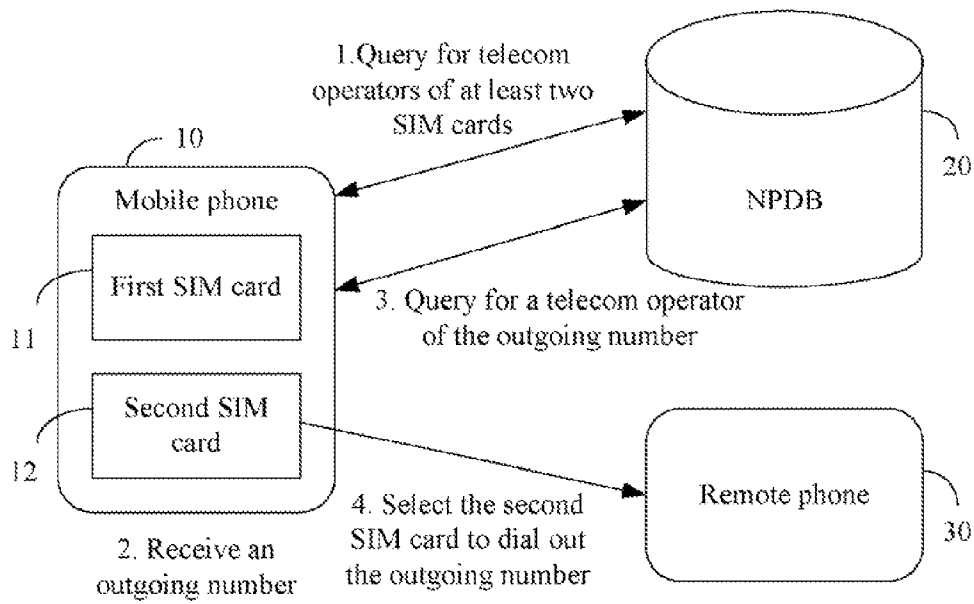 1.Query for telecom
operators of at least two
SIM cards
10
20
Mobile phone
NPDB
First SIM card
11
3. Query for a telecom operator
of the outgoing number
Second SIM
card
12
Remote phone
30
4. Select the second
SIM card to dial out
the outgoing number
2. Receive an
outgoing number